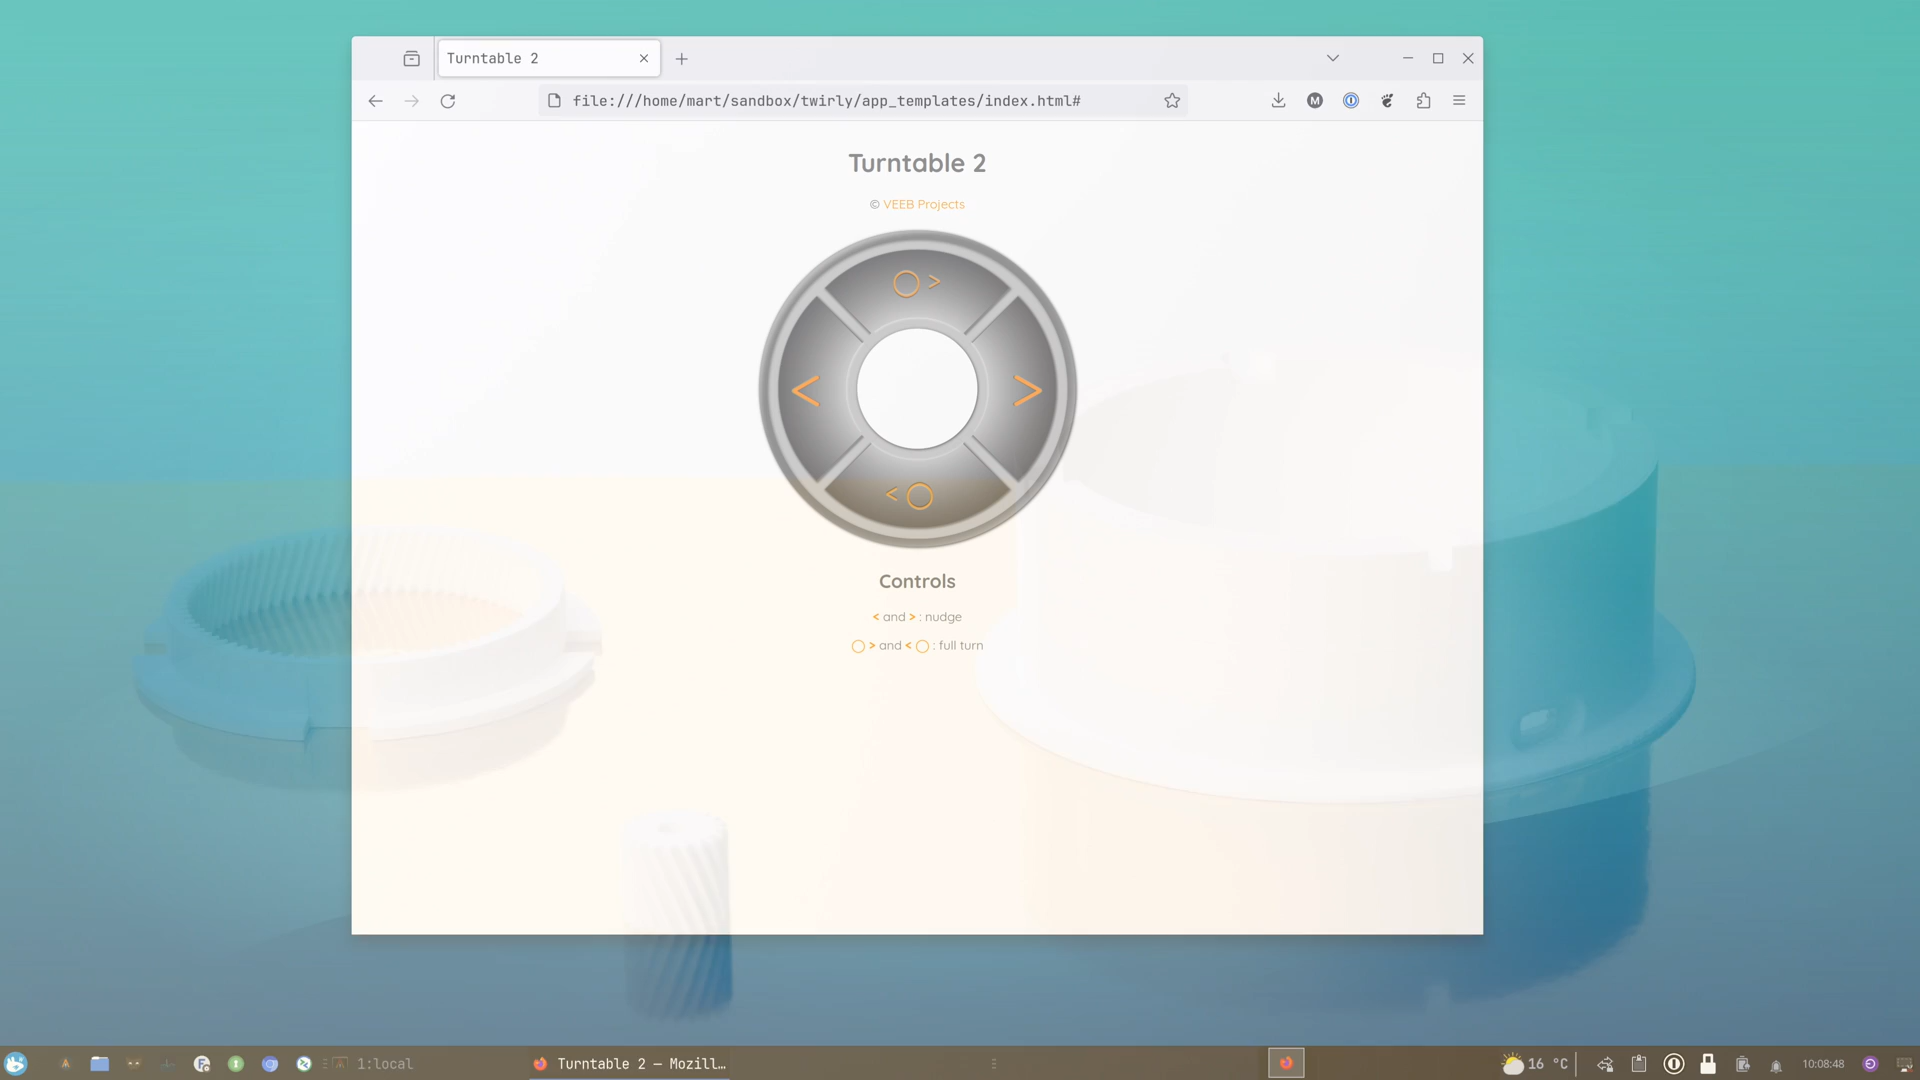 Turntable 2
file:///home/mart/sandbox/twirly/app_templates/index.html#
M
Turntable 2
© VEEB Projects
◯ >
< >
< ◯
Controls
< and > : nudge
◯ > and < ◯ : full turn
1:local
Turntable 2 — Mozill…
16 °C
10:08:48